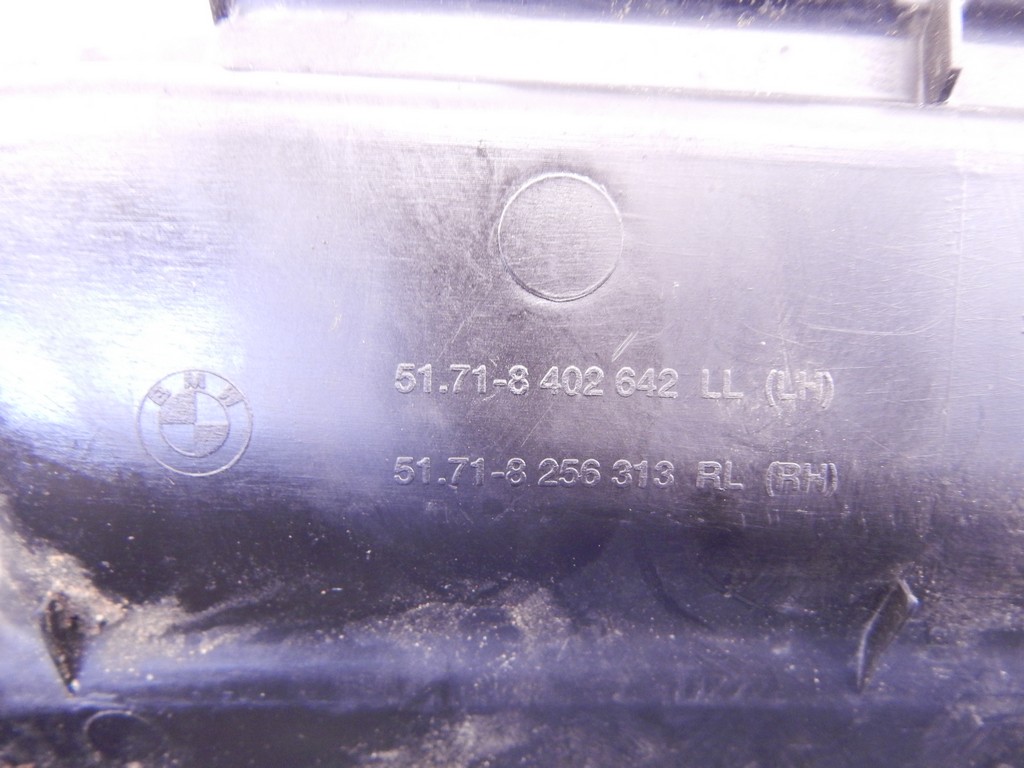 BMW
51.71-8 402 642 LL (LH)
51.71-8 256 313 RL (RH)